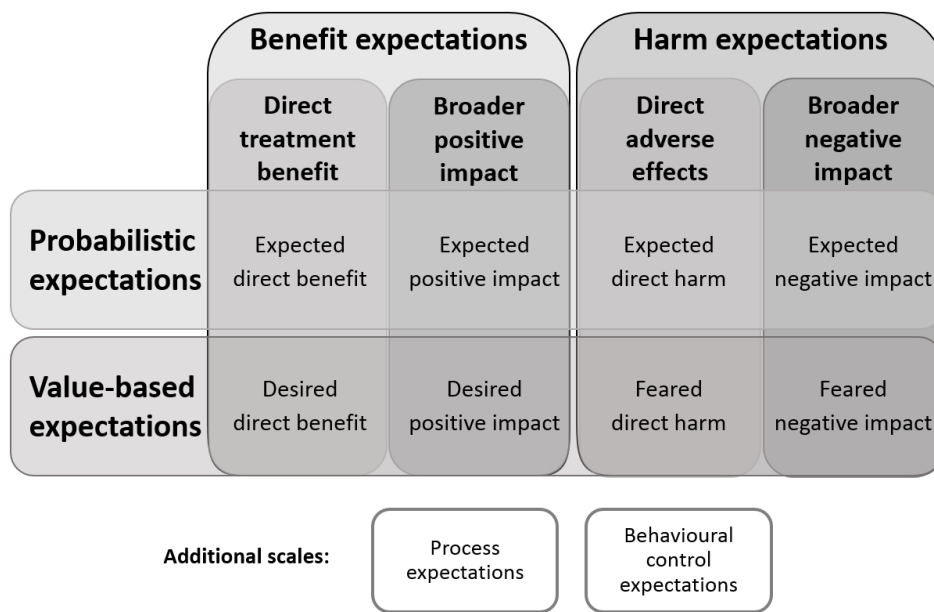 Benefit expectations
Harm expectations
Direct
treatment
benefit
Broader
positive
impact
Direct
adverse
effects
Broader
negative
impact
Probabilistic
expectations
Expected
direct benefit
Expected
positive impact
Expected
direct harm
Expected
negative impact
Value-based
expectations
Desired
direct benefit
Desired
positive impact
Feared
direct harm
Feared
negative impact
Additional scales:
Process
expectations
Behavioural
control
expectations